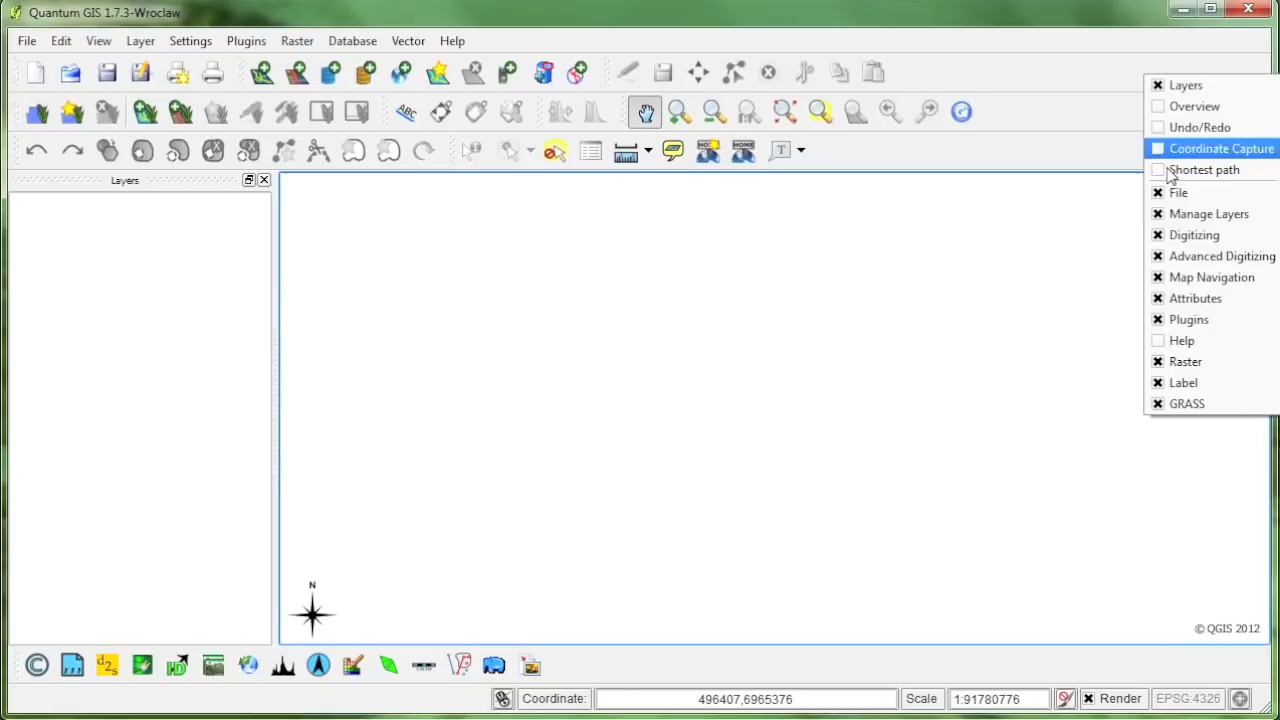 Quantum GIS 1.7.3-Wroclaw
File Edit View Layer Settings Plugins Raster Database Vector Help
Layers
Overview
Undo/Redo
Coordinate Capture
Shortest path
File
Manage Layers
Digitizing
Advanced Digitizing
Map Navigation
Attributes
Plugins
Help
Raster
Label
GRASS
ABC
T
Layers
N
© QGIS 2012
Coordinate: 496407,6965376 Scale 1:91780776 Render EPSG:4326